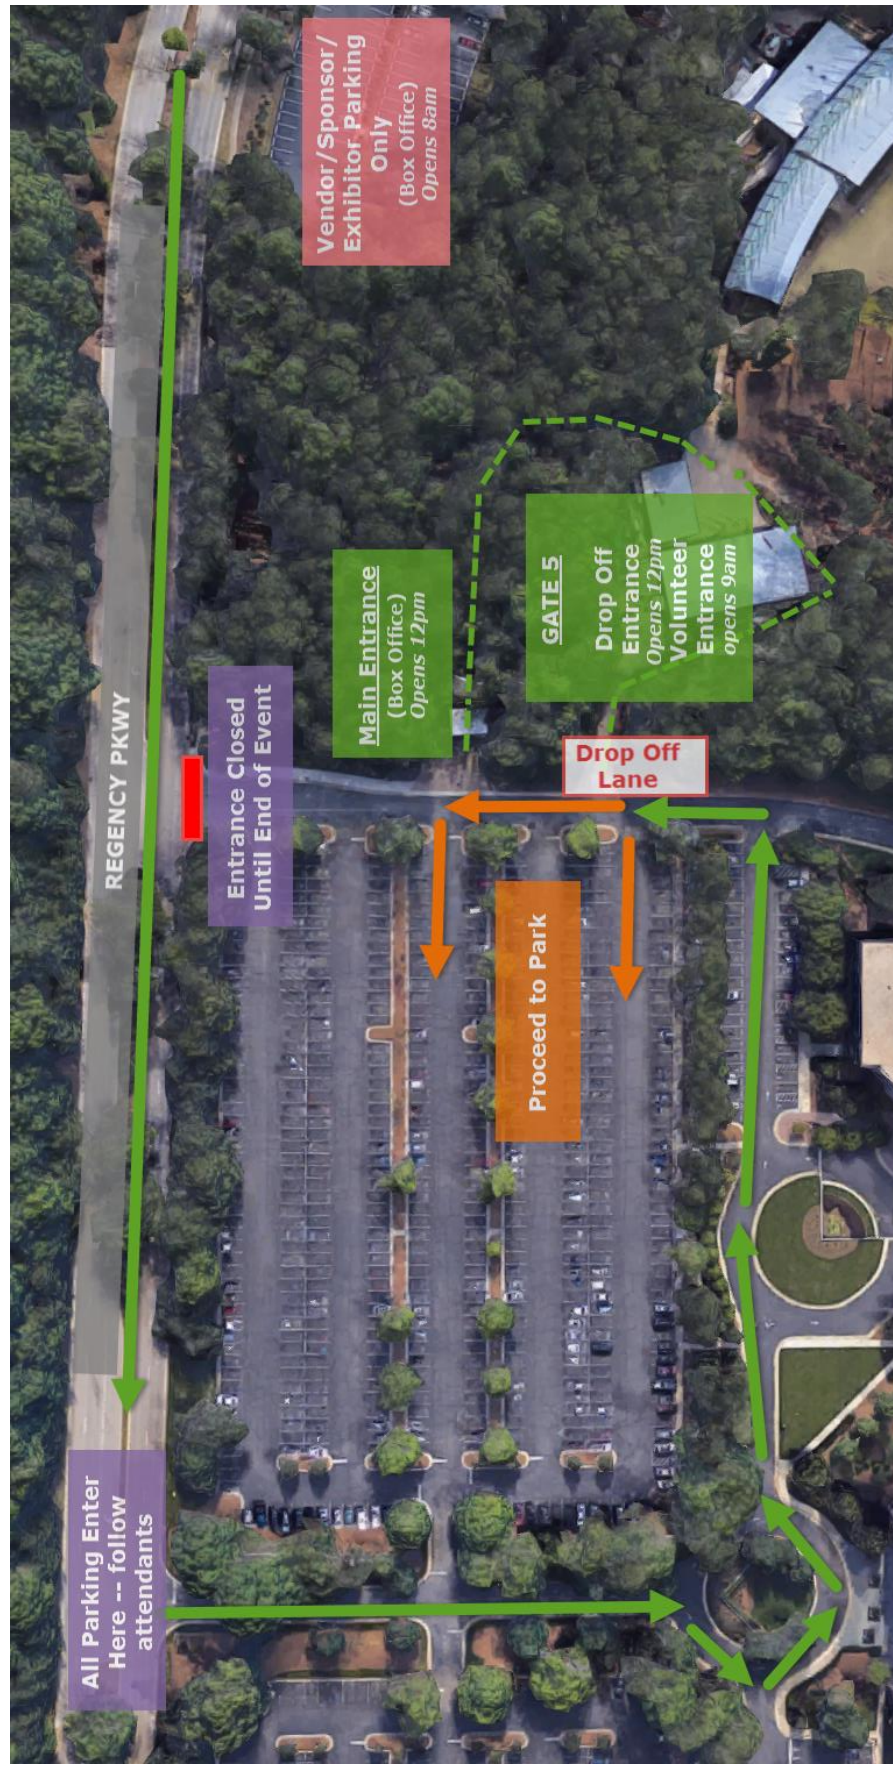 REGENCY PKWY
All Parking Enter
Here -- follow
attendants
Entrance Closed
Until End of Event
Main Entrance
(Box Office)
Opens 12pm
Vendor/Sponsor/
Exhibitor Parking
Only
(Box Office)
Opens 8am
GATE 5
Drop Off
Entrance
Opens 12pm
Volunteer
Entrance
opens 9am
Drop Off
Lane
Proceed to Park